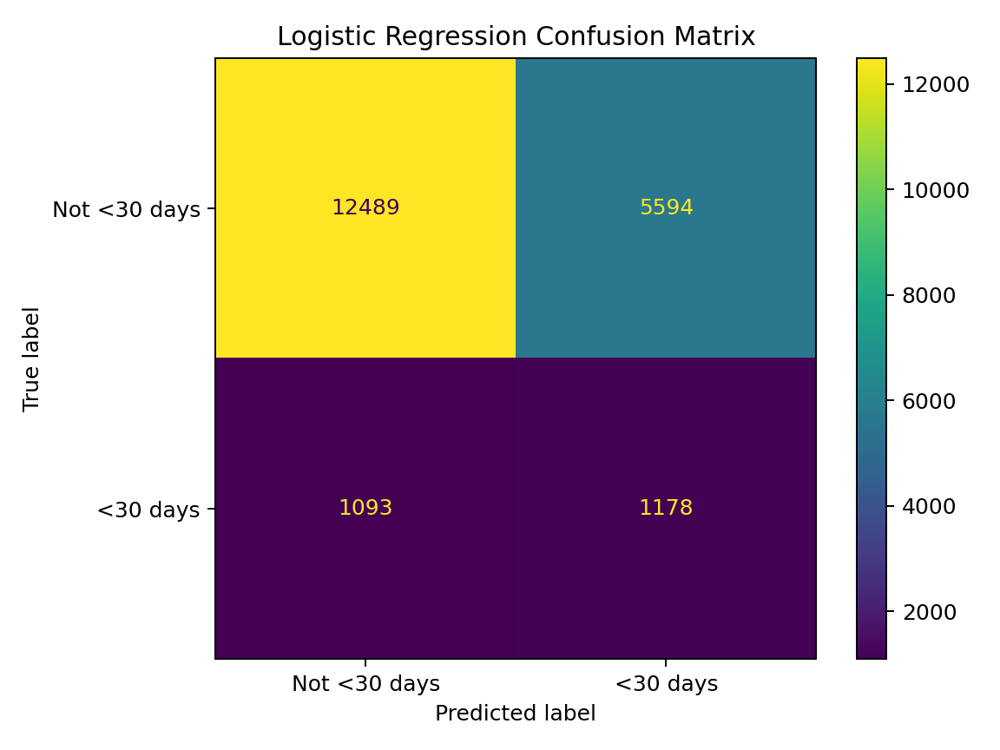 Logistic Regression Confusion Matrix
True label
Not <30 days
<30 days
12489
5594
1093
1178
Not <30 days
<30 days
Predicted label
12000
10000
8000
6000
4000
2000